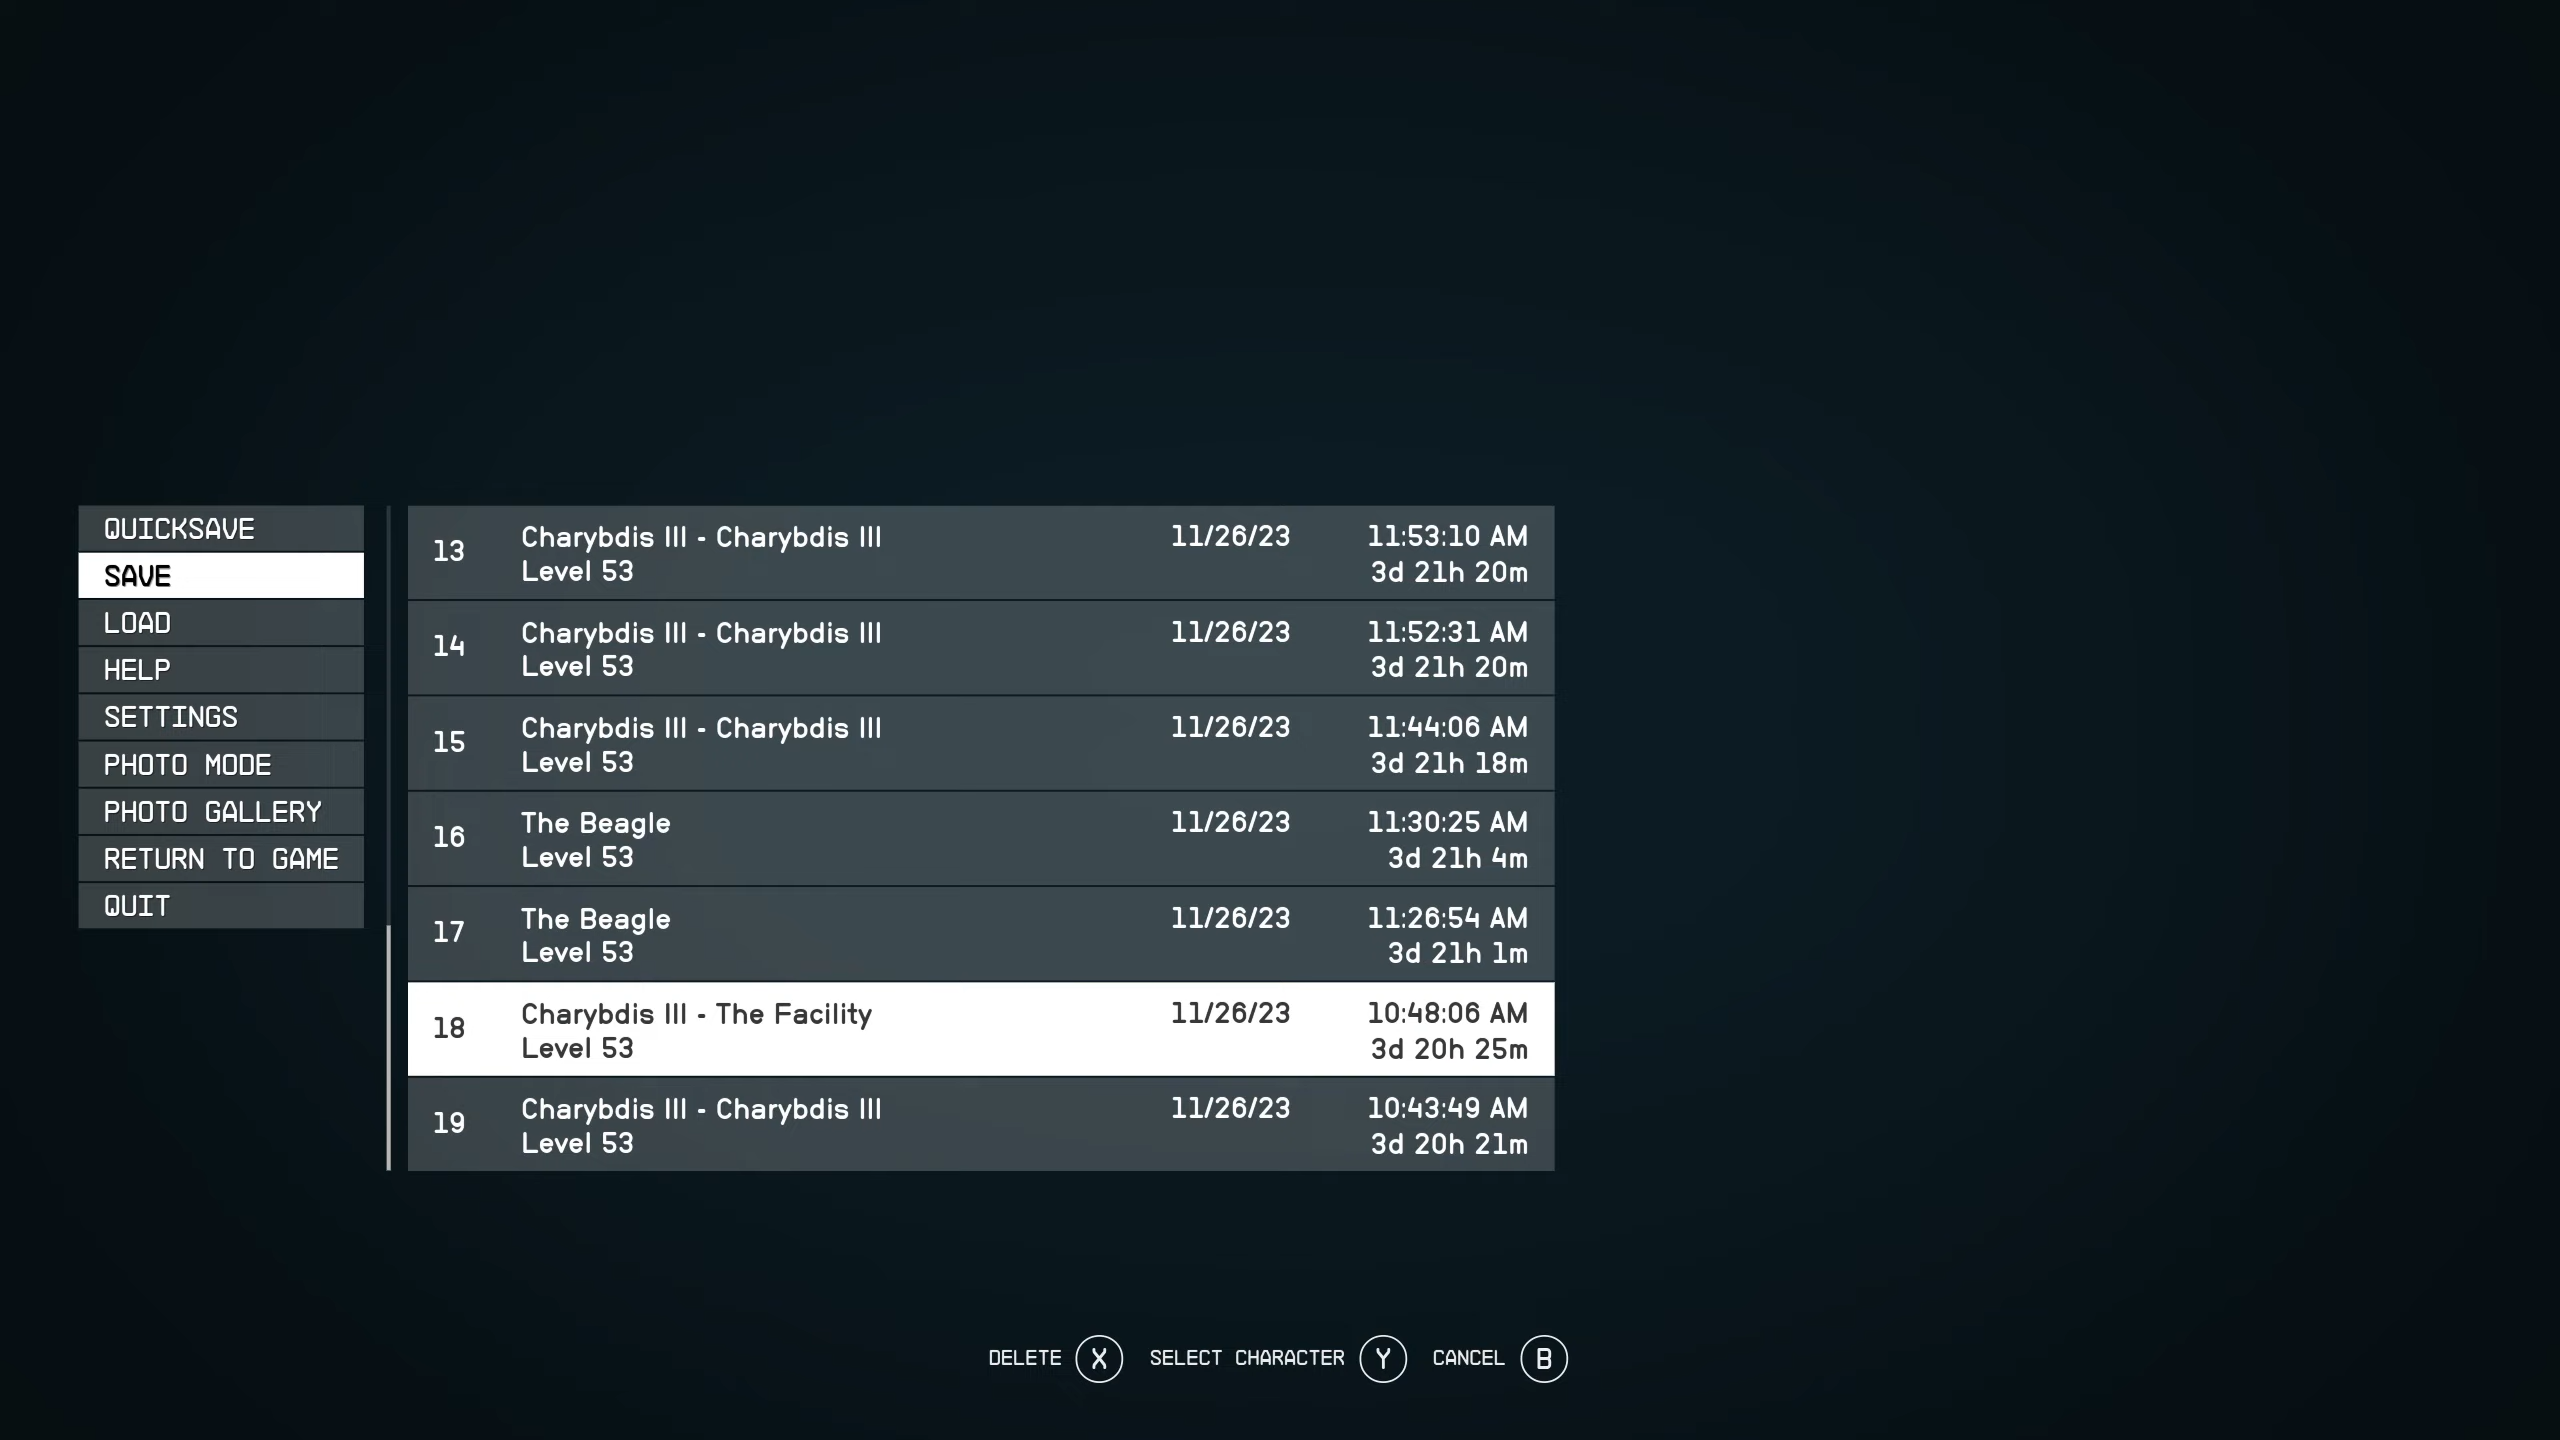 QUICKSAVE
SAVE
LOAD
HELP
SETTINGS
PHOTO MODE
PHOTO GALLERY
RETURN TO GAME
QUIT
13 Charybdis III - Charybdis III 11/26/23 11:53:10 AM
Level 53 3d 21h 20m
14 Charybdis III - Charybdis III 11/26/23 11:52:31 AM
Level 53 3d 21h 20m
15 Charybdis III - Charybdis III 11/26/23 11:44:06 AM
Level 53 3d 21h 18m
16 The Beagle 11/26/23 11:30:25 AM
Level 53 3d 21h 4m
17 The Beagle 11/26/23 11:26:54 AM
Level 53 3d 21h 1m
18 Charybdis III - The Facility 11/26/23 10:48:06 AM
Level 53 3d 20h 25m
19 Charybdis III - Charybdis III 11/26/23 10:43:49 AM
Level 53 3d 20h 21m
DELETE X SELECT CHARACTER Y CANCEL B